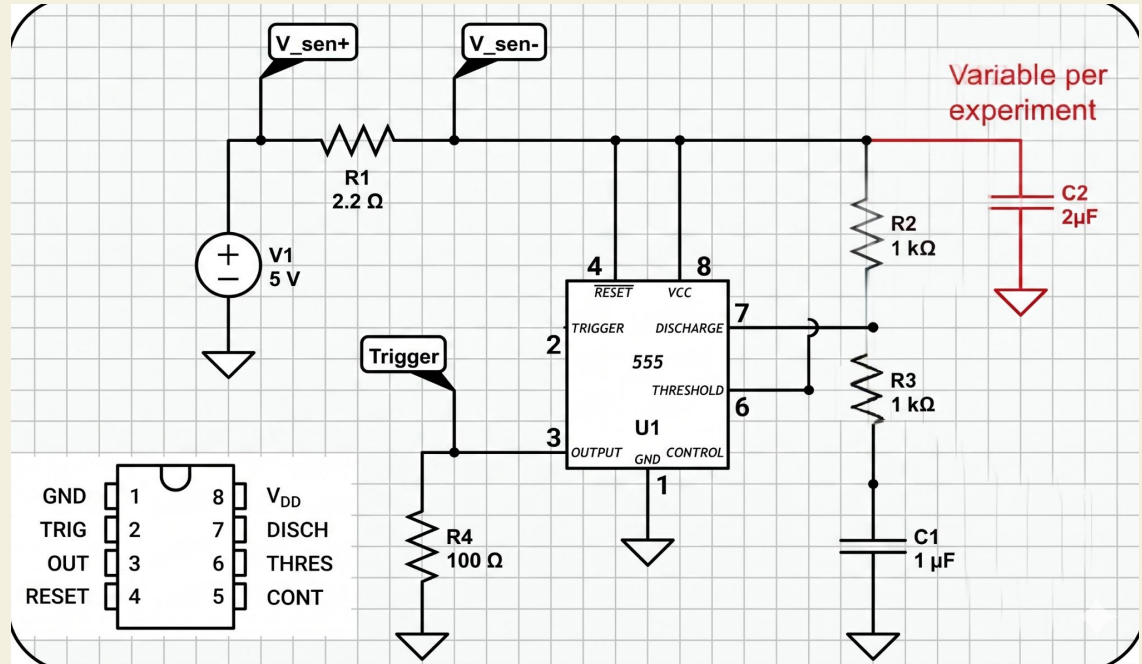 V_sen+
V_sen-
Variable per
experiment
R1
2.2 Ω
V1
5 V
R2
1 kΩ
C2
2µF
4
8
RESET
VCC
7
TRIGGER
DISCHARGE
2
555
Trigger
THRESHOLD
R3
1 kΩ
6
3
U1
OUTPUT
GND
CONTROL
1
R4
100 Ω
C1
1 µF
GND 1 8 VDD
TRIG 2 7 DISCH
OUT 3 6 THRES
RESET 4 5 CONT